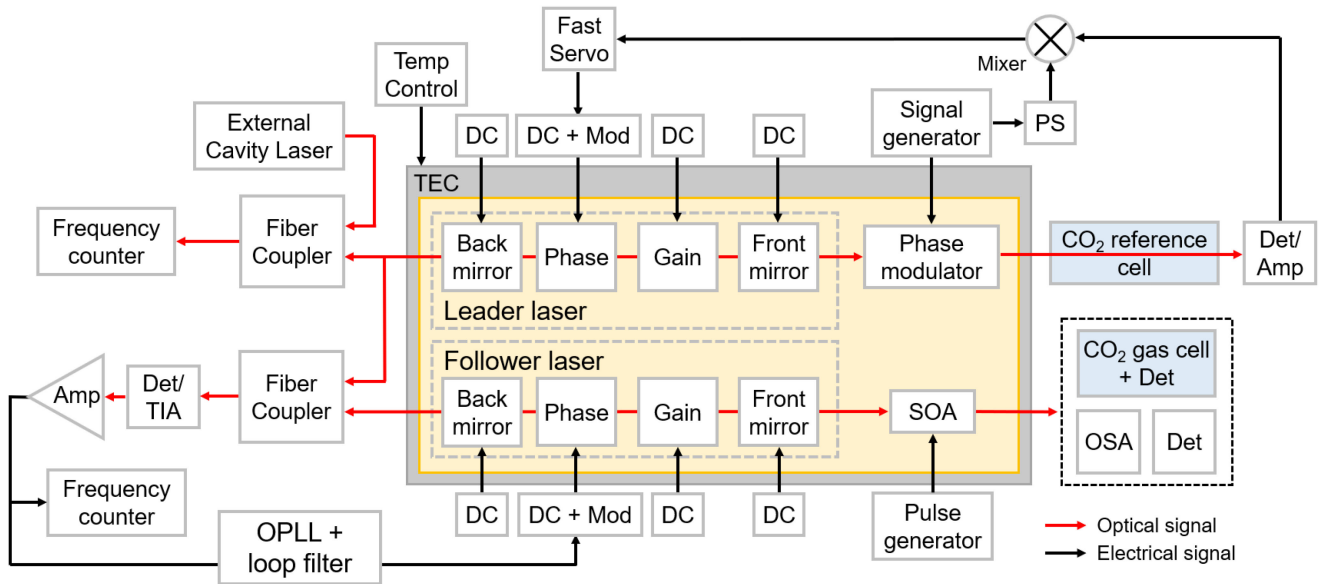 Fast
Servo
Mixer
Temp
Control
Signal
generator
PS
External
Cavity Laser
DC
DC + Mod
DC
DC
TEC
Frequency
counter
Fiber
Coupler
Back
mirror
Phase
Gain
Front
mirror
Phase
modulator
CO₂ reference
cell
Det/
Amp
Leader laser
Follower laser
CO₂ gas cell
+ Det
Amp
Det/
TIA
Fiber
Coupler
Back
mirror
Phase
Gain
Front
mirror
SOA
OSA
Det
Frequency
counter
DC
DC + Mod
DC
DC
Pulse
generator
OPLL +
loop filter
Optical signal
Electrical signal